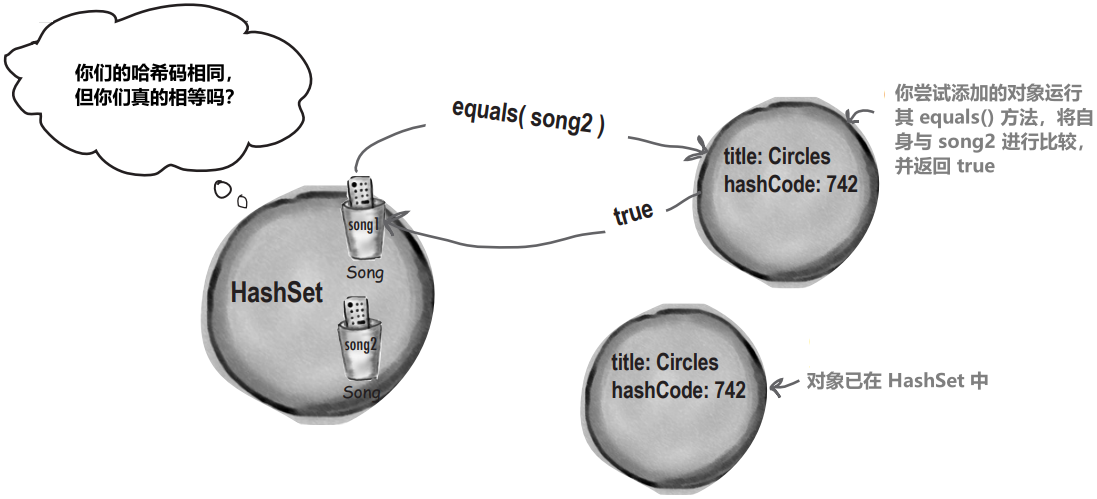 你们的哈希码相同，
但你们真的相等吗？
equals( song2 )
你尝试添加的对象运行
其 equals() 方法，将自
身与 song2 进行比较，
并返回 true
title: Circles
hashCode: 742
true
song1
Song
HashSet
song2
Song
title: Circles
hashCode: 742
对象已在 HashSet 中